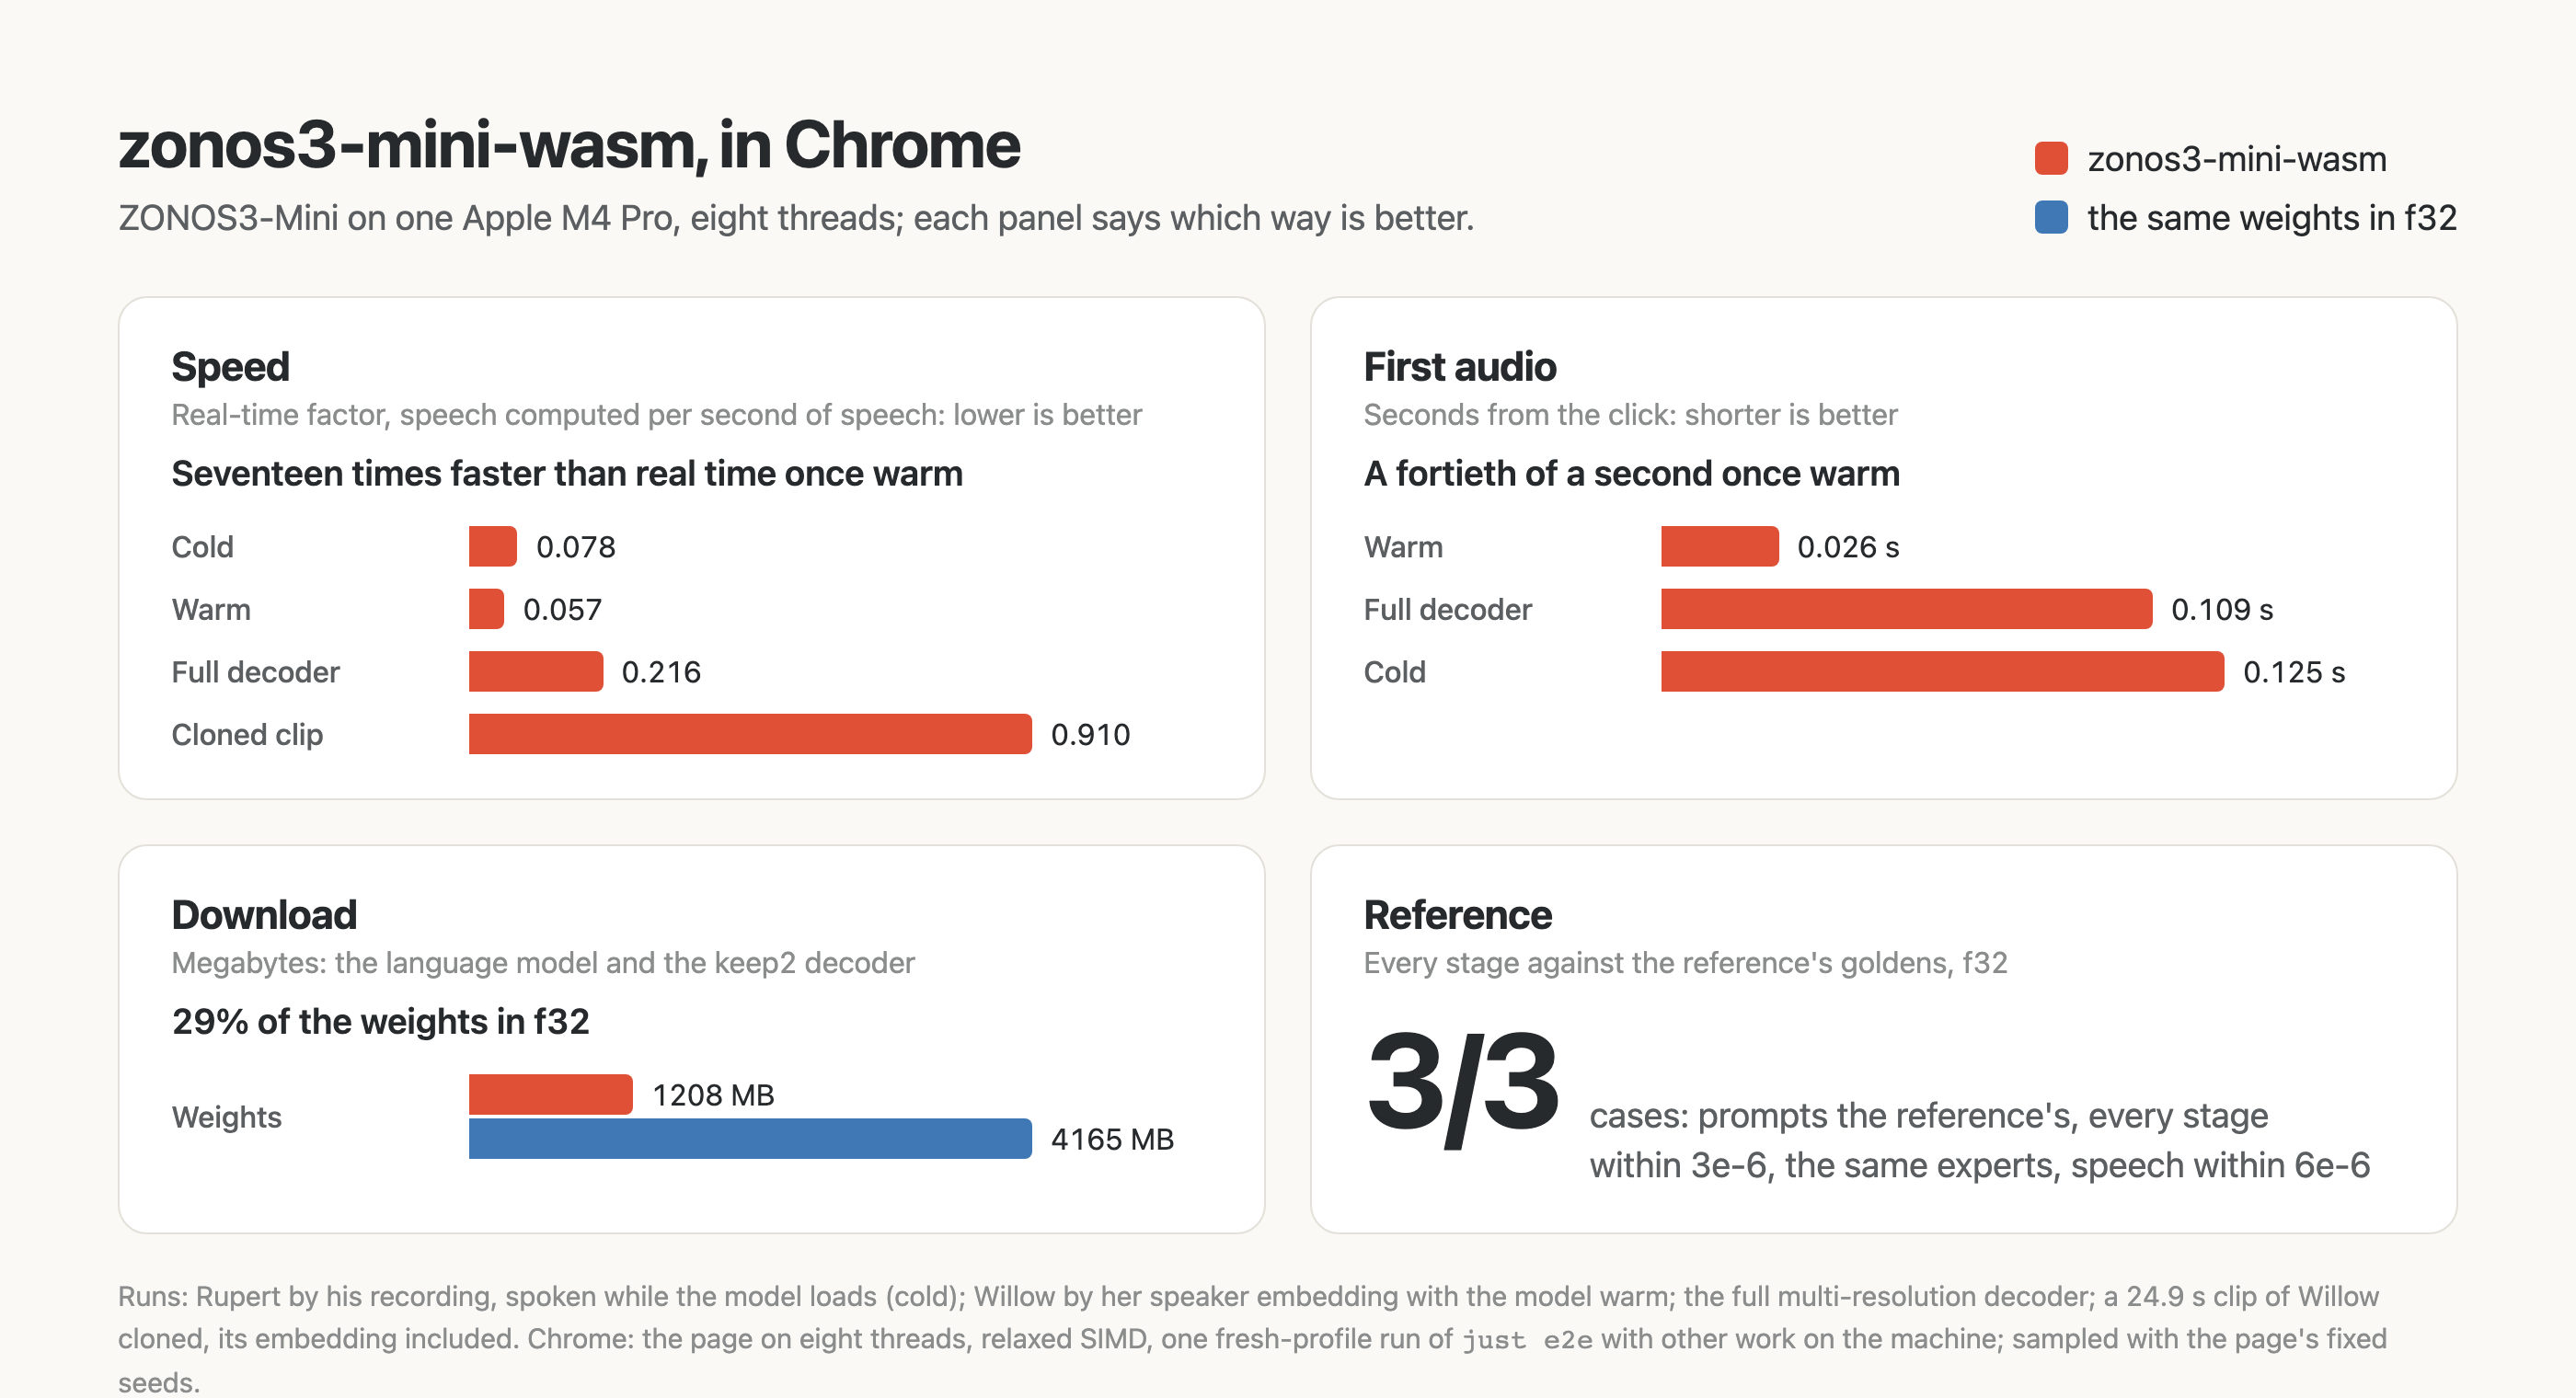 zonos3-mini-wasm, in Chrome
ZONOS3-Mini on one Apple M4 Pro, eight threads; each panel says which way is better.
zonos3-mini-wasm
the same weights in f32
Speed
Real-time factor, speech computed per second of speech: lower is better
Seventeen times faster than real time once warm
Cold 0.078
Warm 0.057
Full decoder 0.216
Cloned clip 0.910
First audio
Seconds from the click: shorter is better
A fortieth of a second once warm
Warm 0.026 s
Full decoder 0.109 s
Cold 0.125 s
Download
Megabytes: the language model and the keep2 decoder
29% of the weights in f32
Weights
1208 MB
4165 MB
Reference
Every stage against the reference's goldens, f32
3/3
cases: prompts the reference's, every stage
within 3e-6, the same experts, speech within 6e-6
Runs: Rupert by his recording, spoken while the model loads (cold); Willow by her speaker embedding with the model warm; the full multi-resolution decoder; a 24.9 s clip of Willow
cloned, its embedding included. Chrome: the page on eight threads, relaxed SIMD, one fresh-profile run of just e2e with other work on the machine; sampled with the page's fixed
seeds.